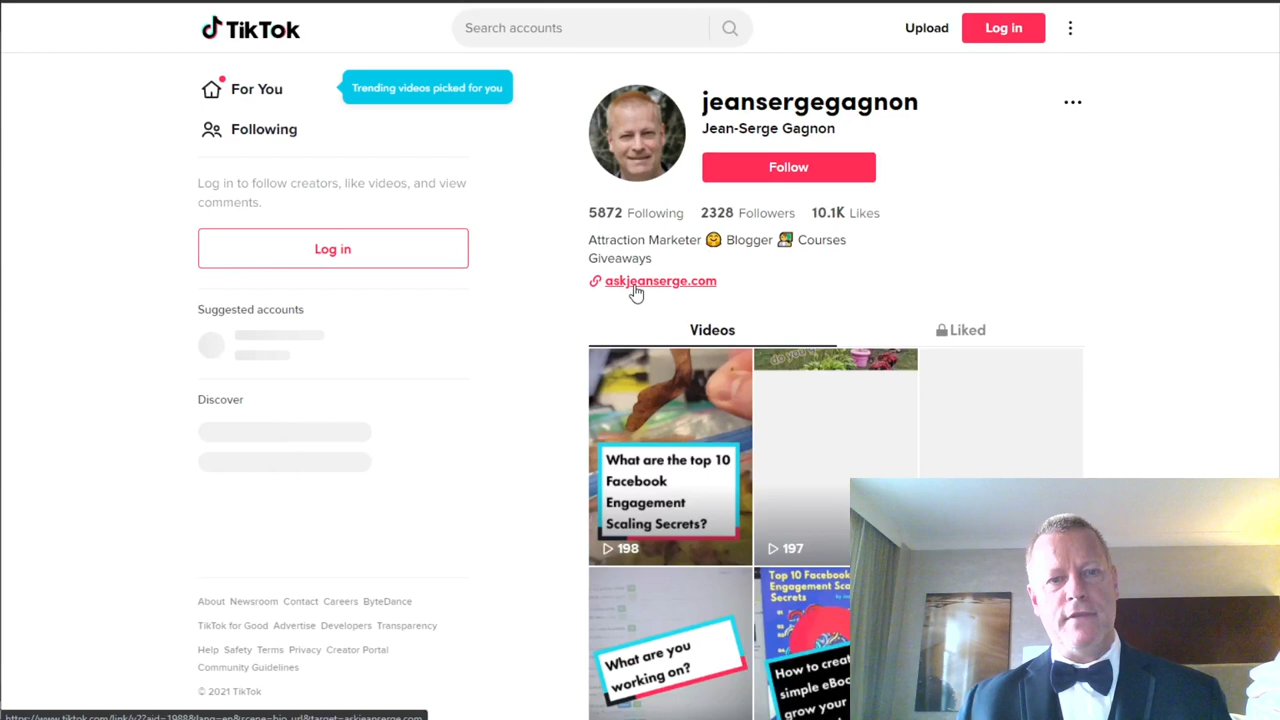 TikTok
Search accounts
Upload
Log in
For You
Trending videos picked for you
Following
Log in to follow creators, like videos, and view
comments.
Log in
Suggested accounts
Discover
About Newsroom Contact Careers ByteDance
TikTok for Good Advertise Developers Transparency
Help Safety Terms Privacy Creator Portal
Community Guidelines
© 2021 TikTok
jeansergegagnon
Jean-Serge Gagnon
Follow
5872 Following 2328 Followers 10.1K Likes
Attraction Marketer 🤗 Blogger 👨‍🏫 Courses
Giveaways
askjeanserge.com
Videos
Liked
What are the top 10
Facebook
Engagement
Scaling Secrets?
198
do you
197
What are you
working on?
Top 10 Facebook
Engagement Sca
Secrets
How to creat
simple eBoo
grow your